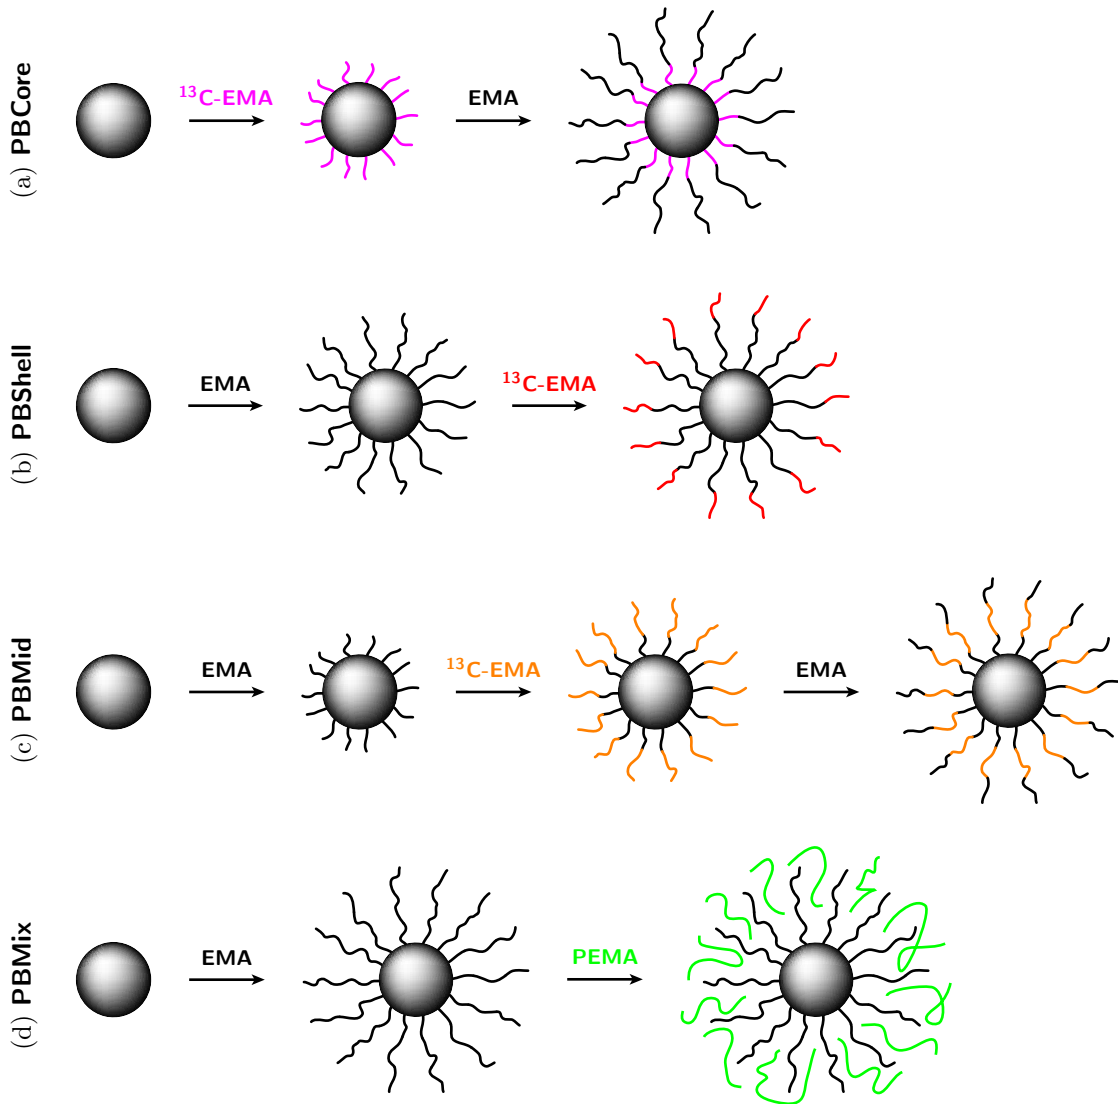 (a) PBCore
¹³C-EMA
EMA
(b) PBShell
EMA
¹³C-EMA
(c) PBMid
EMA
¹³C-EMA
EMA
(d) PBMix
EMA
PEMA